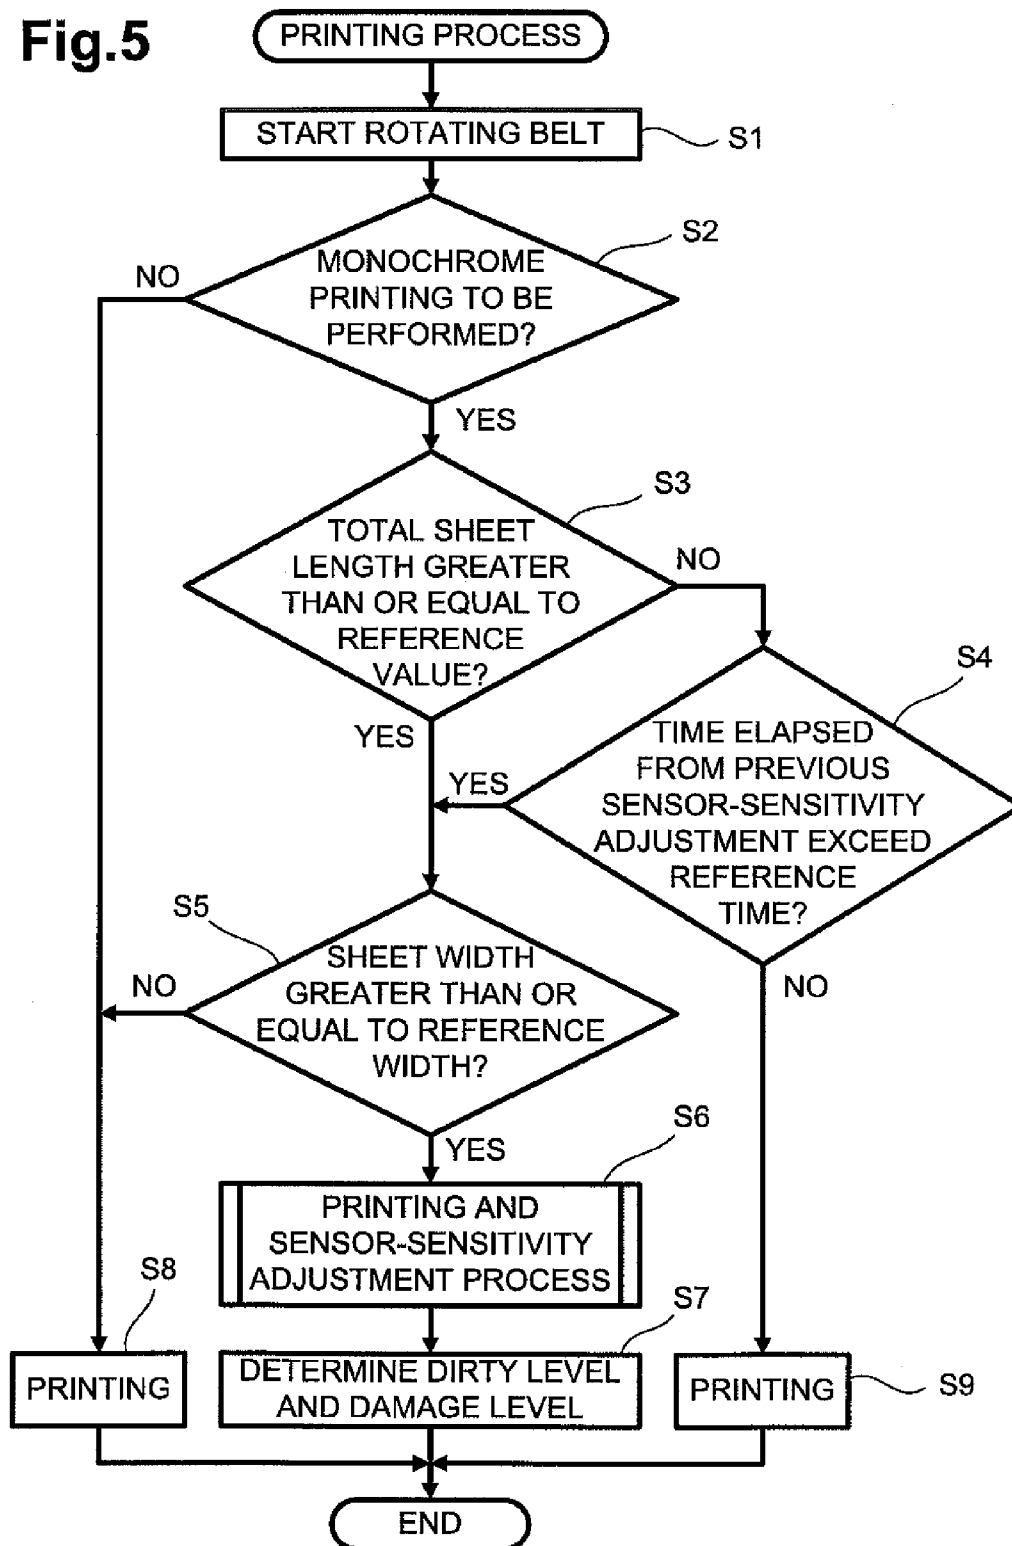 Fig.5
PRINTING PROCESS
START ROTATING BELT
S1
S2
MONOCHROME
PRINTING TO BE
PERFORMED?
NO
YES
S3
TOTAL SHEET
LENGTH GREATER
THAN OR EQUAL TO
REFERENCE
VALUE?
NO
YES
S4
TIME ELAPSED
FROM PREVIOUS
SENSOR-SENSITIVITY
ADJUSTMENT EXCEED
REFERENCE
TIME?
YES
NO
S5
SHEET WIDTH
GREATER THAN OR
EQUAL TO REFERENCE
WIDTH?
NO
YES
S6
PRINTING AND
SENSOR-SENSITIVITY
ADJUSTMENT PROCESS
S8
PRINTING
S7
DETERMINE DIRTY LEVEL
AND DAMAGE LEVEL
PRINTING
S9
END